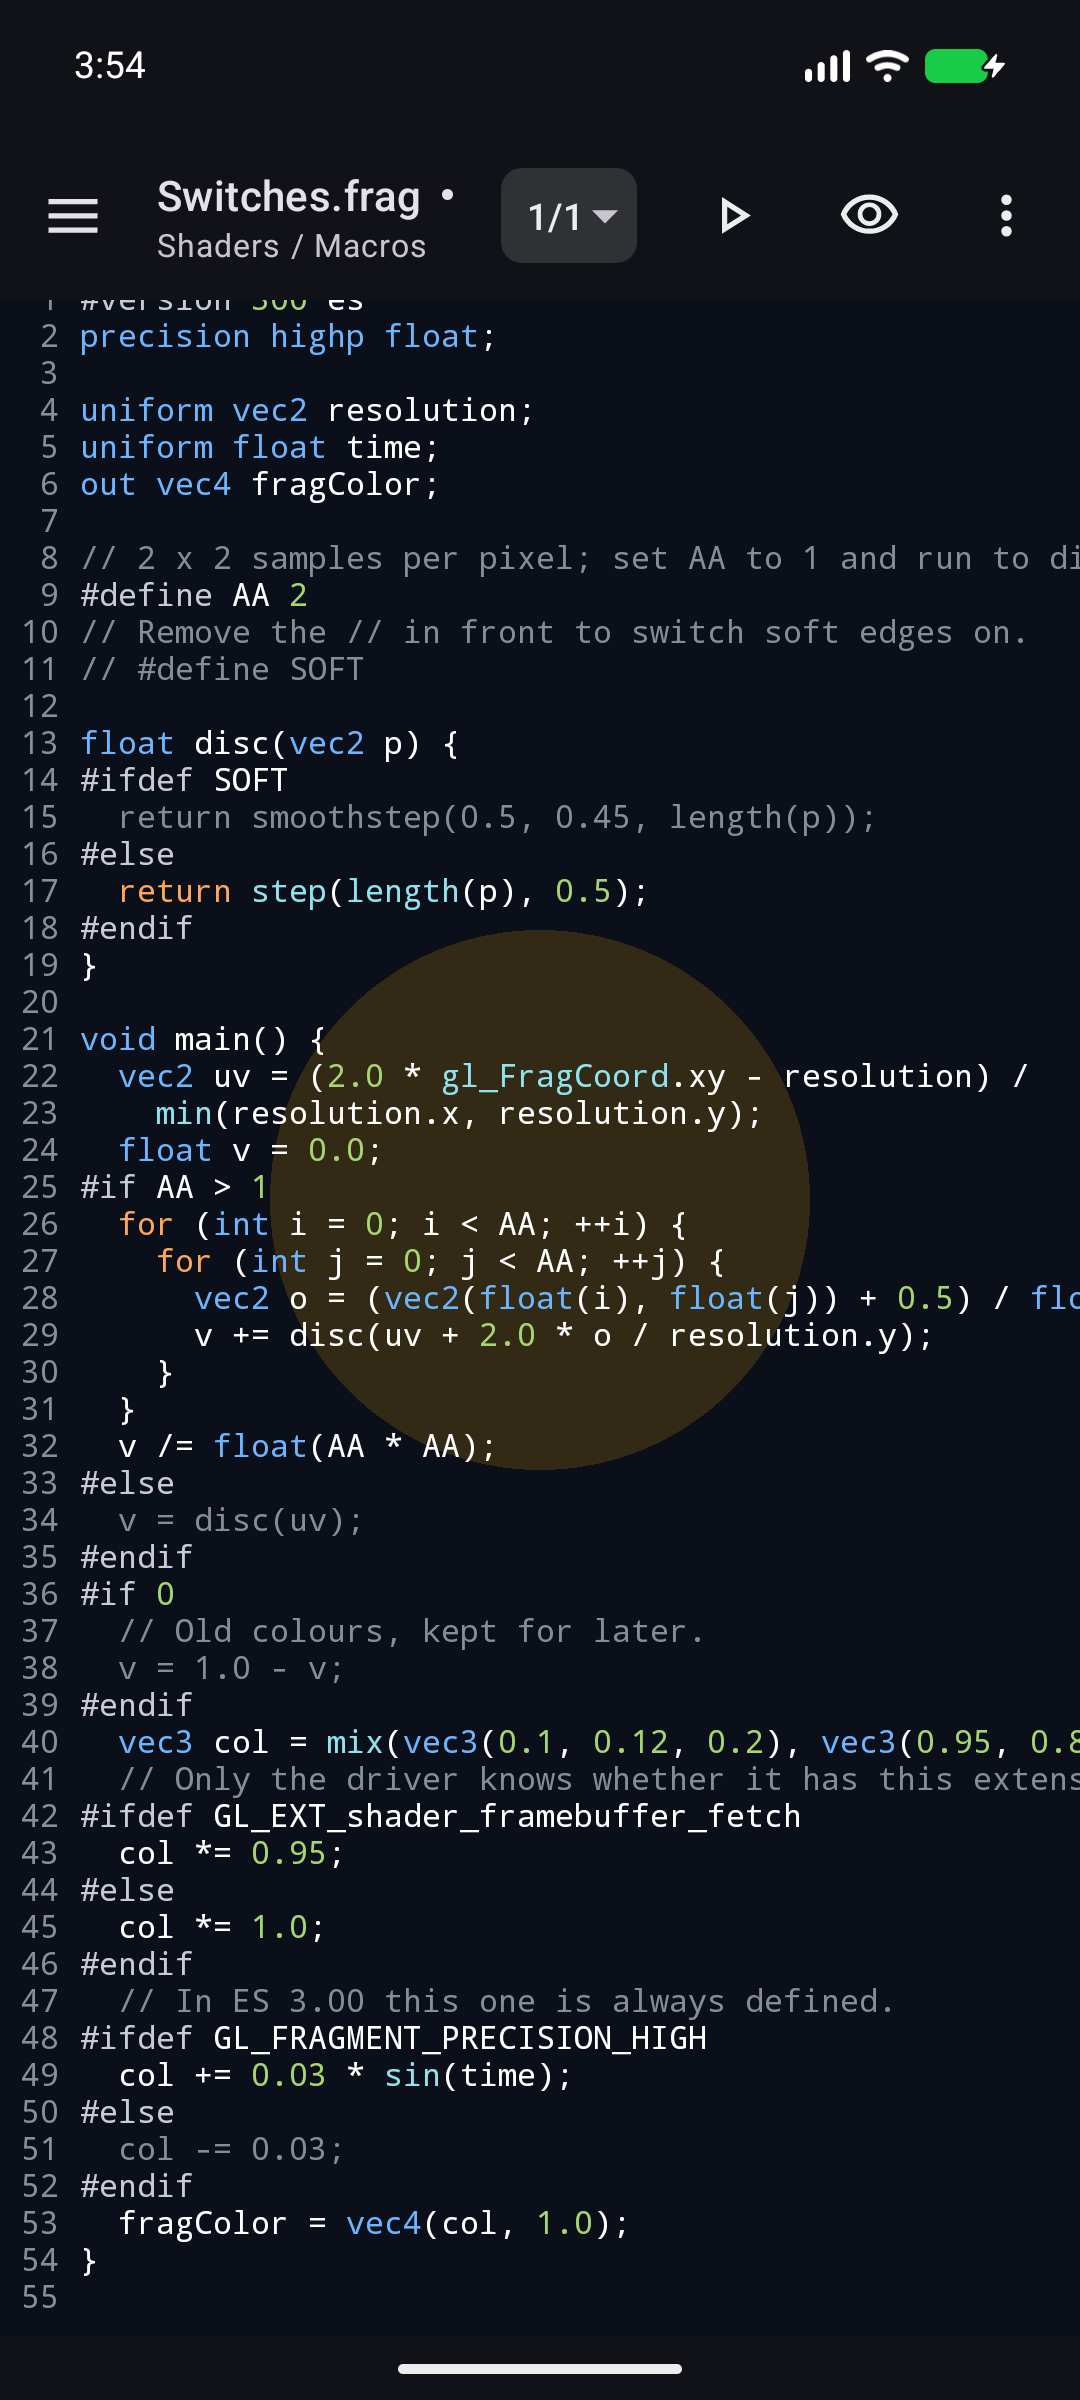 3:54
Switches.frag •
Shaders / Macros
1/1
1 #version 300 es
2 precision highp float;
3
4 uniform vec2 resolution;
5 uniform float time;
6 out vec4 fragColor;
7
8 // 2 x 2 samples per pixel; set AA to 1 and run to di
9 #define AA 2
10 // Remove the // in front to switch soft edges on.
11 // #define SOFT
12
13 float disc(vec2 p) {
14 #ifdef SOFT
15   return smoothstep(0.5, 0.45, length(p));
16 #else
17   return step(length(p), 0.5);
18 #endif
19 }
20
21 void main() {
22   vec2 uv = (2.0 * gl_FragCoord.xy - resolution) /
23     min(resolution.x, resolution.y);
24   float v = 0.0;
25 #if AA > 1
26   for (int i = 0; i < AA; ++i) {
27     for (int j = 0; j < AA; ++j) {
28       vec2 o = (vec2(float(i), float(j)) + 0.5) / flo
29       v += disc(uv + 2.0 * o / resolution.y);
30     }
31   }
32   v /= float(AA * AA);
33 #else
34   v = disc(uv);
35 #endif
36 #if 0
37   // Old colours, kept for later.
38   v = 1.0 - v;
39 #endif
40   vec3 col = mix(vec3(0.1, 0.12, 0.2), vec3(0.95, 0.8
41   // Only the driver knows whether it has this extens
42 #ifdef GL_EXT_shader_framebuffer_fetch
43   col *= 0.95;
44 #else
45   col *= 1.0;
46 #endif
47   // In ES 3.00 this one is always defined.
48 #ifdef GL_FRAGMENT_PRECISION_HIGH
49   col += 0.03 * sin(time);
50 #else
51   col -= 0.03;
52 #endif
53   fragColor = vec4(col, 1.0);
54 }
55